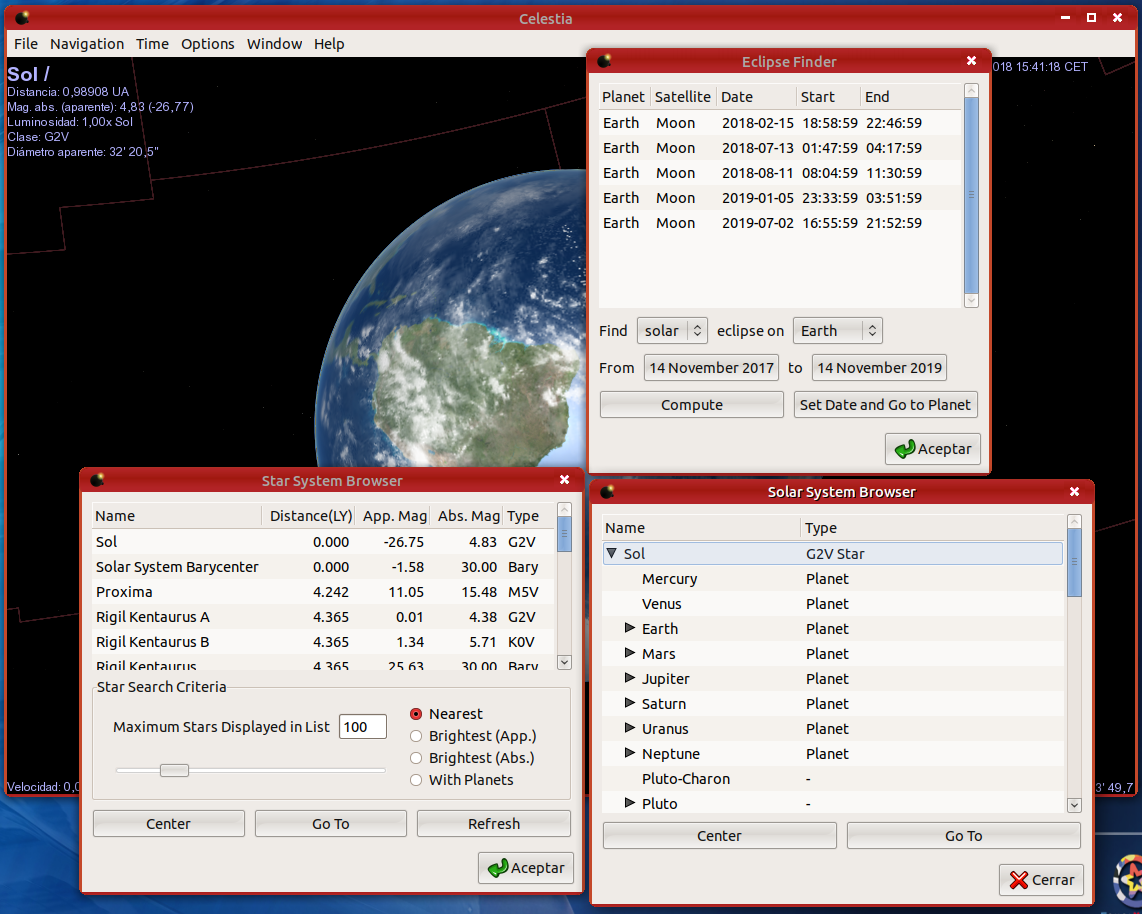 Celestia
File Navigation Time Options Window Help
Sol /
Distancia: 0,98908 UA
Mag. abs. (aparente): 4,83 (-26,77)
Luminosidad: 1,00x Sol
Clase: G2V
Diámetro aparente: 32' 20,5"
018 15:41:18 CET
Eclipse Finder
Planet Satellite Date Start End
Earth Moon 2018-02-15 18:58:59 22:46:59
Earth Moon 2018-07-13 01:47:59 04:17:59
Earth Moon 2018-08-11 08:04:59 11:30:59
Earth Moon 2019-01-05 23:33:59 03:51:59
Earth Moon 2019-07-02 16:55:59 21:52:59
Find solar eclipse on Earth
From 14 November 2017 to 14 November 2019
Compute Set Date and Go to Planet
Aceptar
Star System Browser
Name Distance(LY) App. Mag Abs. Mag Type
Sol 0.000 -26.75 4.83 G2V
Solar System Barycenter 0.000 -1.58 30.00 Bary
Proxima 4.242 11.05 15.48 M5V
Rigil Kentaurus A 4.365 0.01 4.38 G2V
Rigil Kentaurus B 4.365 1.34 5.71 K0V
Rigil Kentaurus 4.365 25.63 30.00 Bary
Star Search Criteria
Maximum Stars Displayed in List 100
Nearest
Brightest (App.)
Brightest (Abs.)
With Planets
Center Go To Refresh
Aceptar
Solar System Browser
Name Type
Sol G2V Star
Mercury Planet
Venus Planet
Earth Planet
Mars Planet
Jupiter Planet
Saturn Planet
Uranus Planet
Neptune Planet
Pluto-Charon -
Pluto -
Center Go To
Cerrar
Velocidad: 0,0
3' 49,7